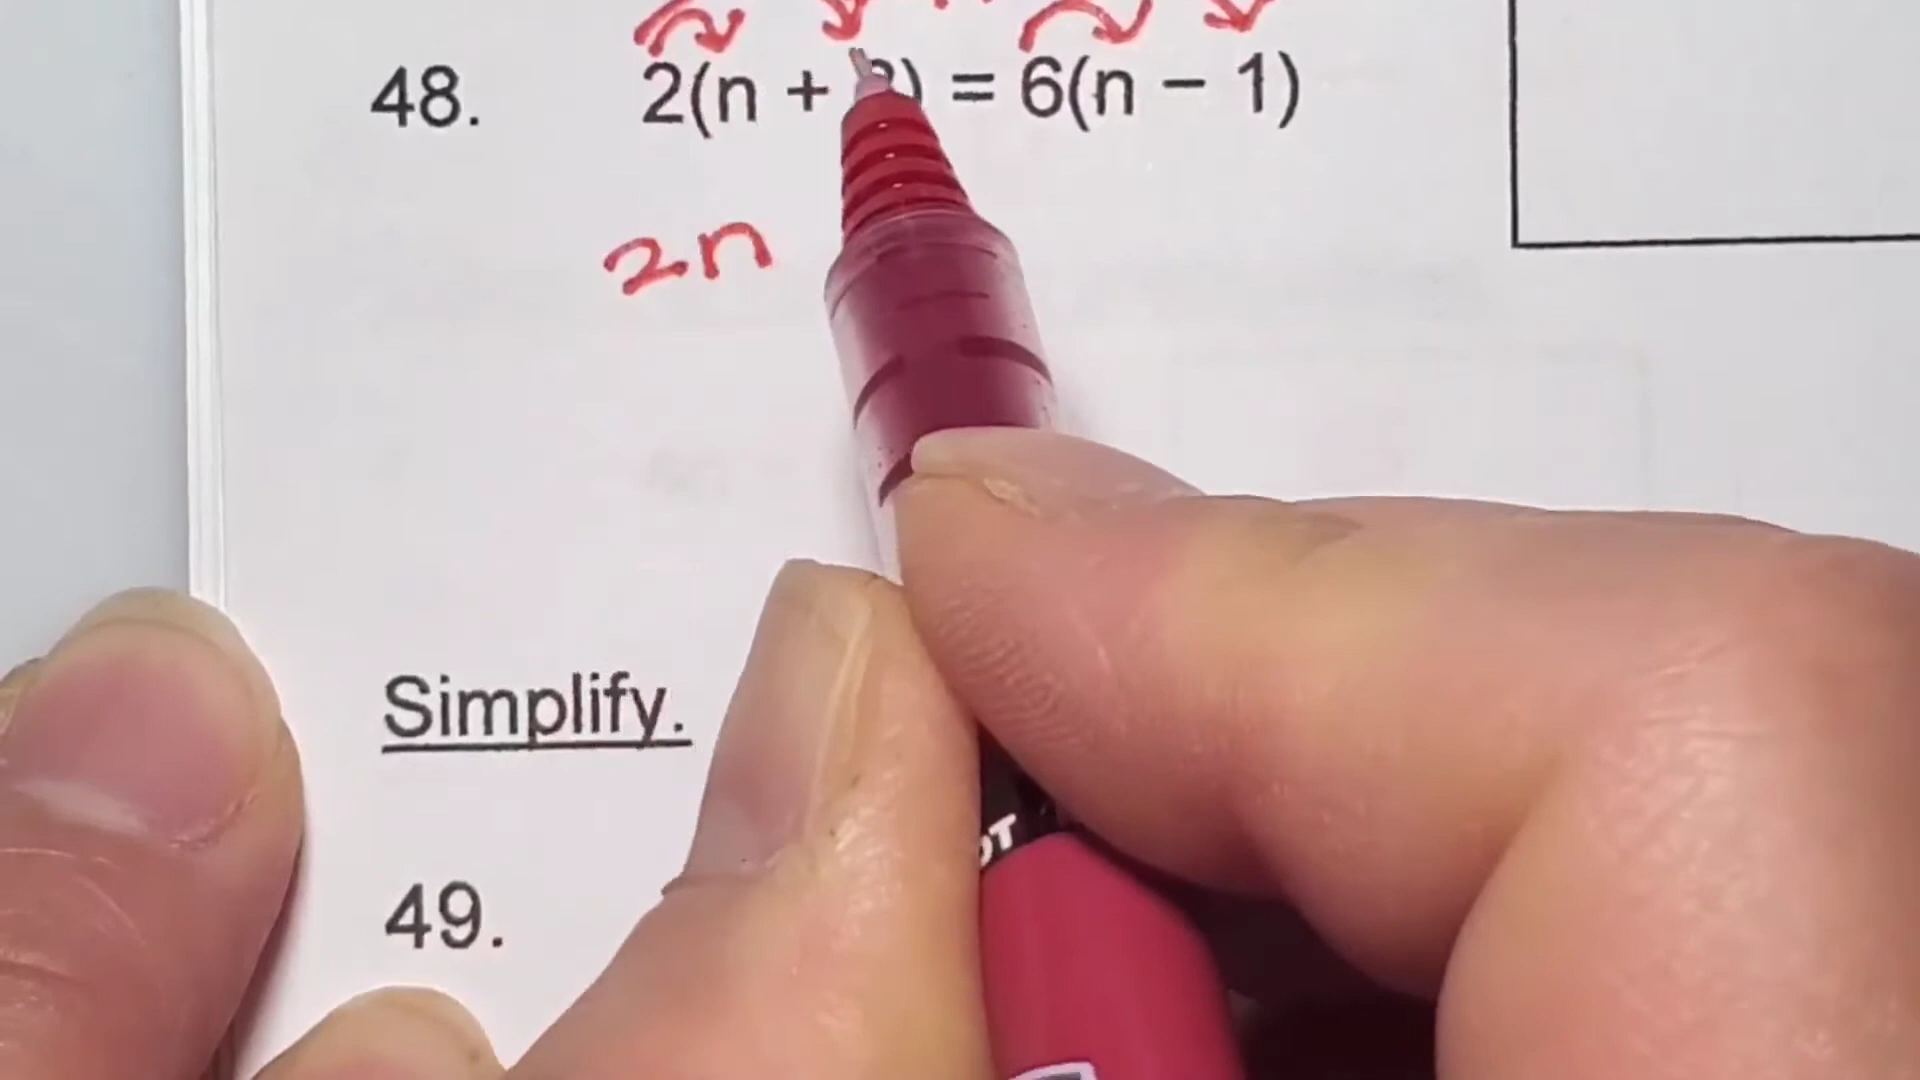 48. 2(n + ) = 6(n − 1)
2n
Simplify.
49.